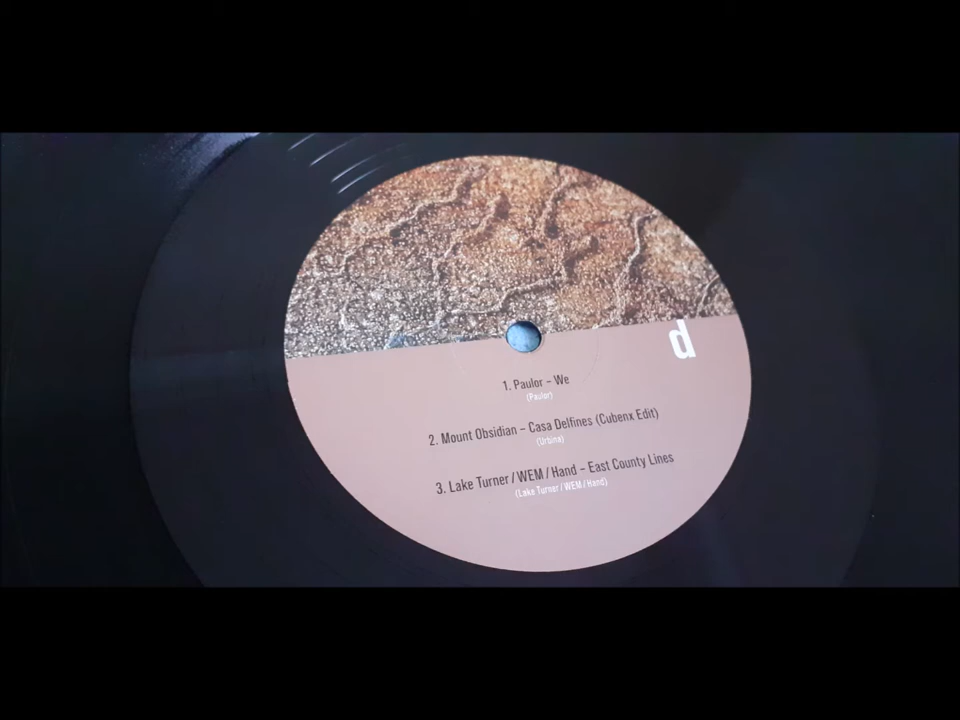 d
1. Paulor – We
(Paulor)
2. Mount Obsidian – Casa Delfines (Cubenx Edit)
(Urbina)
3. Lake Turner / WEM / Hand – East County Lines
(Lake Turner / WEM / Hand)